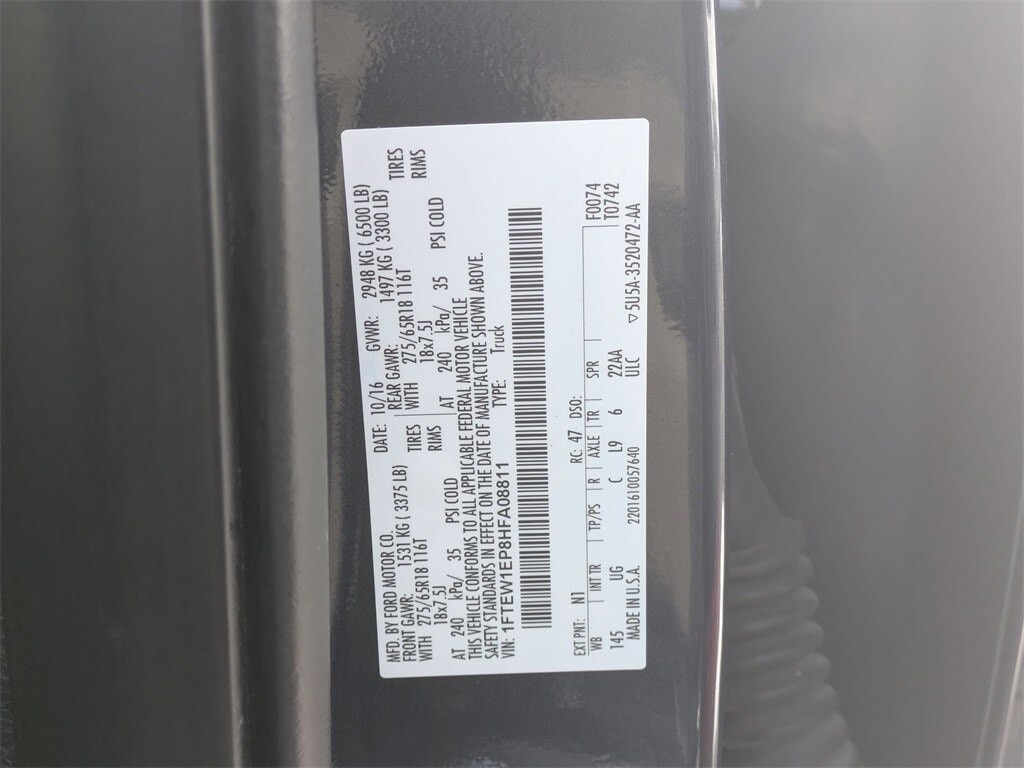 MFD. BY FORD MOTOR CO. DATE: 10/16 GVWR: 2948 KG ( 6500 LB)
FRONT GAWR: 1531 KG ( 3375 LB) REAR GAWR: 1497 KG ( 3300 LB)
WITH 275/65R18 116T TIRES WITH 275/65R18 116T TIRES
18x7.5J RIMS 18x7.5J RIMS
AT 240 kPa/ 35 PSI COLD AT 240 kPa/ 35 PSI COLD
THIS VEHICLE CONFORMS TO ALL APPLICABLE FEDERAL MOTOR VEHICLE
SAFETY STANDARDS IN EFFECT ON THE DATE OF MANUFACTURE SHOWN ABOVE.
VIN: 1FTEW1EP8HFA08811 TYPE: Truck
EXT PNT: N1 RC: 47 DSO: F0074
WB INT TR TP/PS R AXLE TR SPR T0742
145 UG C L9 6 22AA
MADE IN U.S.A. 2201610057640 ULC ▽5U5A-3520472-AA